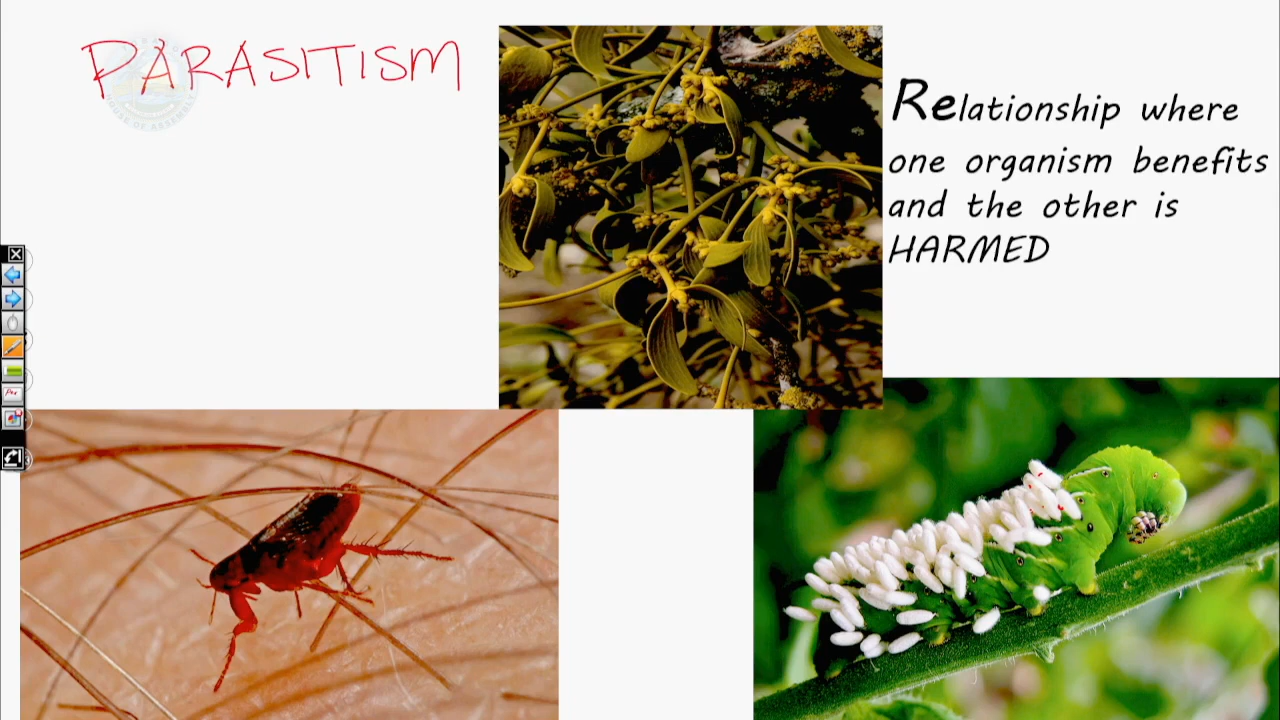 PARASITISM
Relationship where
one organism benefits
and the other is
HARMED